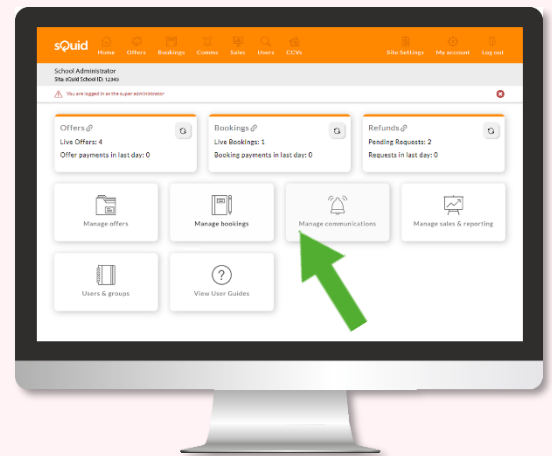 sQuid
Home Offers Bookings Comms Sales Users CCVs Site Settings My account Log out
School Administrator
Site: sQuid School ID: 12345
You are logged in as the super administrator
Offers
Live Offers: 4
Offer payments in last day: 0
Bookings
Live Bookings: 1
Booking payments in last day: 0
Refunds
Pending Requests: 2
Requests in last day: 0
Manage offers
Manage bookings
Manage communications
Manage sales & reporting
Users & groups
View User Guides